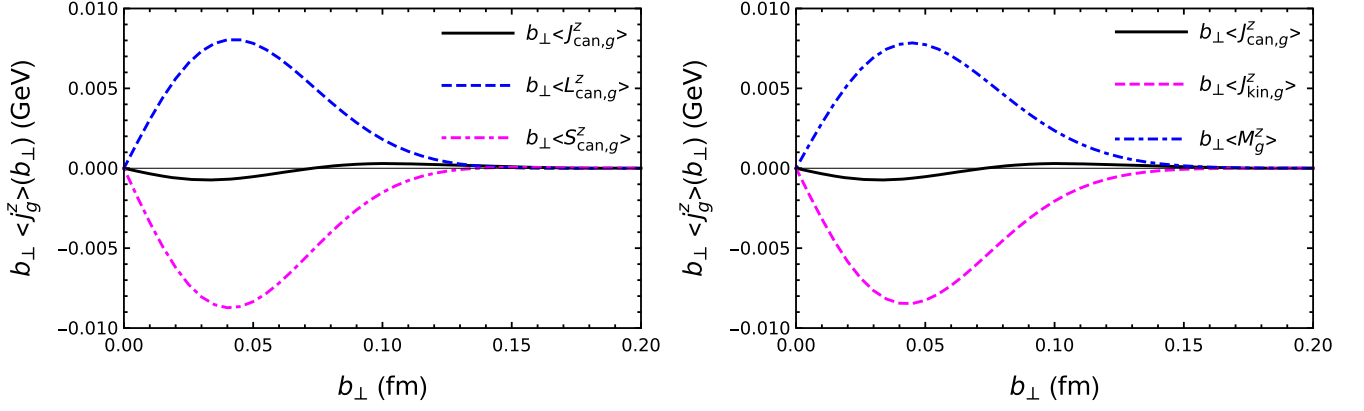 b⊥ <j_g^z>(b⊥) (GeV)
0.010
0.005
0.000
−0.005
−0.010
b⊥<J^z_can,g>
b⊥<L^z_can,g>
b⊥<S^z_can,g>
0.00 0.05 0.10 0.15 0.20
b⊥ (fm)
b⊥ <j_g^z>(b⊥) (GeV)
0.010
0.005
0.000
−0.005
−0.010
b⊥<J^z_can,g>
b⊥<J^z_kin,g>
b⊥<M^z_g>
0.00 0.05 0.10 0.15 0.20
b⊥ (fm)